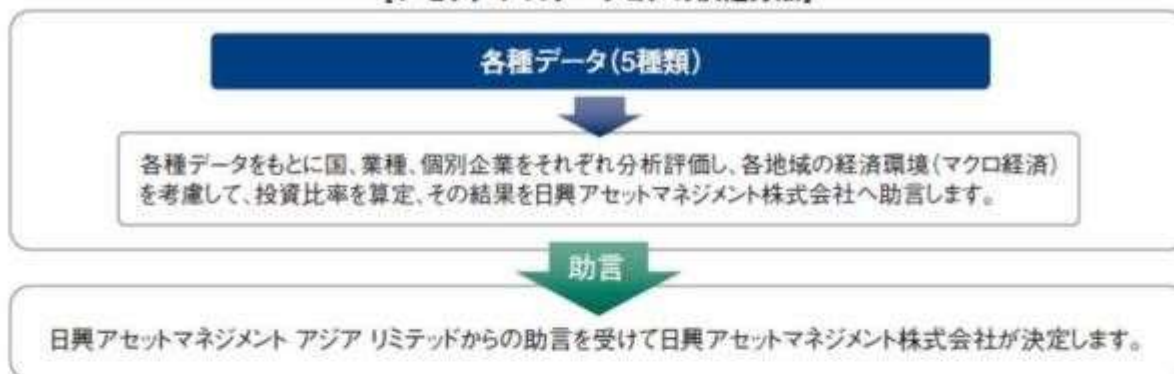 各種データ(5種類)
各種データをもとに国、業種、個別企業をそれぞれ分析評価し、各地域の経済環境(マクロ経済)
を考慮して、投資比率を算定、その結果を日興アセットマネジメント株式会社へ助言します。
助言
日興アセットマネジメント アジア リミテッドからの助言を受けて日興アセットマネジメント株式会社が決定します。